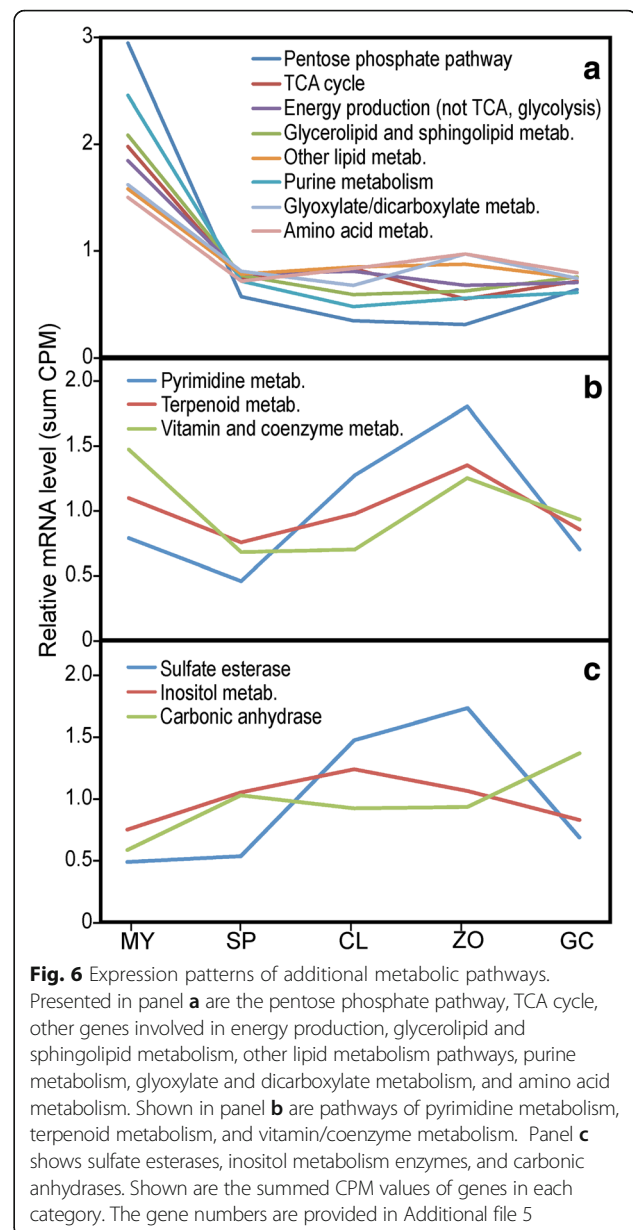 3
a
Pentose phosphate pathway
TCA cycle
Energy production (not TCA, glycolysis)
Glycerolipid and sphingolipid metab.
Other lipid metab.
Purine metabolism
Glyoxylate/dicarboxylate metab.
Amino acid metab.
2
1
0
Relative mRNA level (sum CPM)
2.0
b
Pyrimidine metab.
Terpenoid metab.
Vitamin and coenzyme metab.
1.5
1.0
0.5
0
2.0
c
Sulfate esterase
Inositol metab.
Carbonic anhydrase
1.5
1.0
0.5
0
MY SP CL ZO GC
Fig. 6 Expression patterns of additional metabolic pathways.
Presented in panel a are the pentose phosphate pathway, TCA cycle,
other genes involved in energy production, glycerolipid and
sphingolipid metabolism, other lipid metabolism pathways, purine
metabolism, glyoxylate and dicarboxylate metabolism, and amino acid
metabolism. Shown in panel b are pathways of pyrimidine metabolism,
terpenoid metabolism, and vitamin/coenzyme metabolism. Panel c
shows sulfate esterases, inositol metabolism enzymes, and carbonic
anhydrases. Shown are the summed CPM values of genes in each
category. The gene numbers are provided in Additional file 5